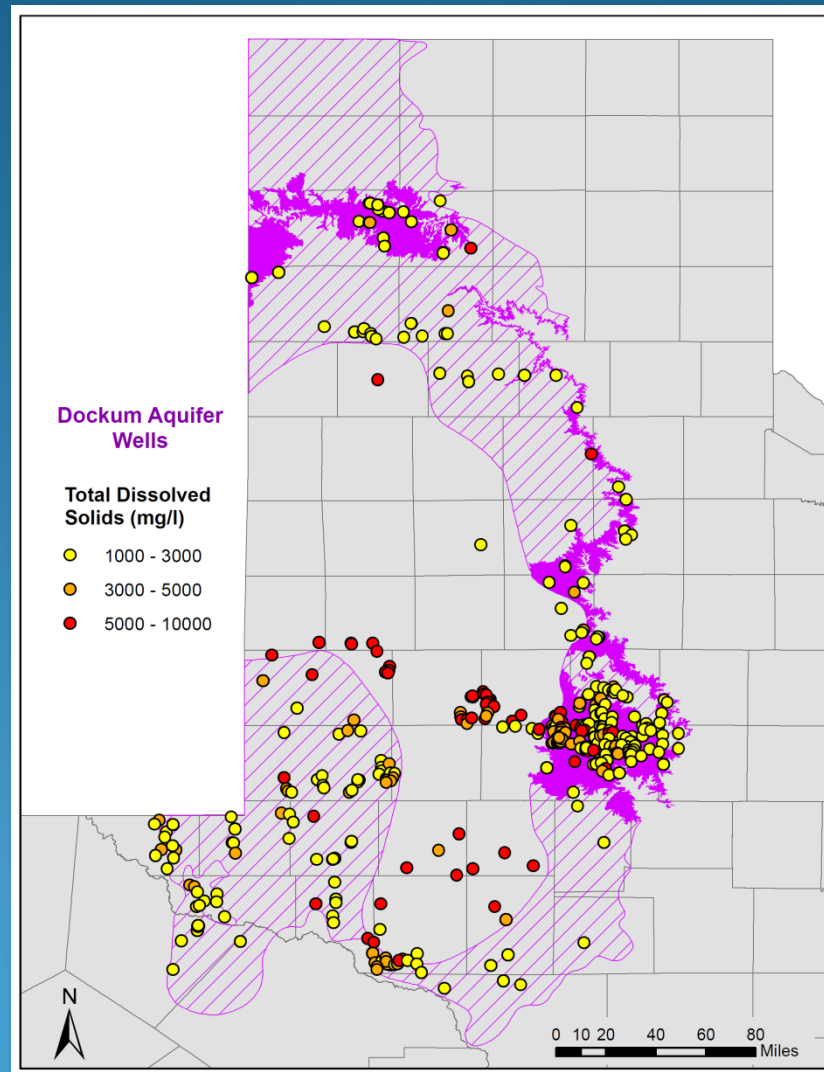 Dockum Aquifer
Wells
Total Dissolved
Solids (mg/l)
1000 - 3000
3000 - 5000
5000 - 10000
N
0 10 20 40 60 80
Miles